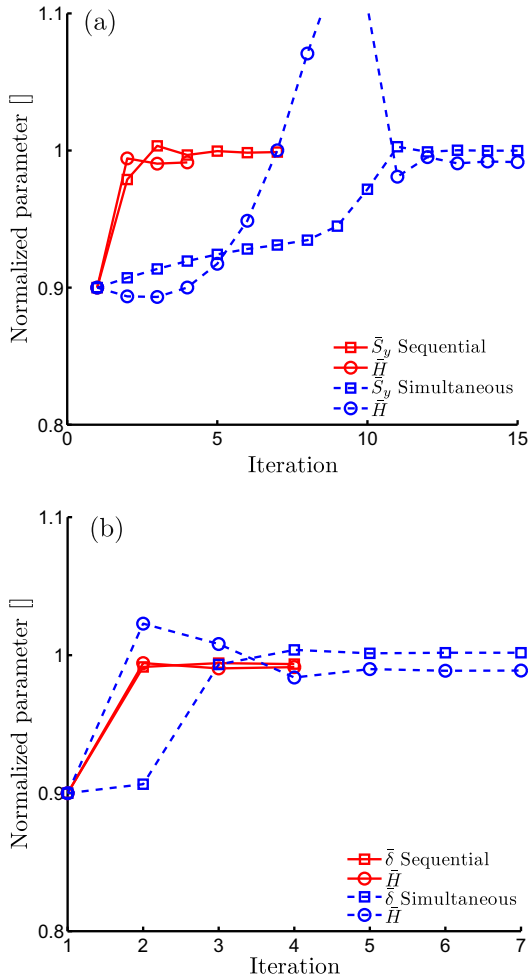 (a)
1.1
1
0.9
0.8
Normalized parameter []
0
5
10
15
Iteration
S̄y Sequential
H̄
S̄y Simultaneous
H̄
(b)
1.1
1
0.9
0.8
Normalized parameter []
1
2
3
4
5
6
7
Iteration
δ̄ Sequential
H̄
δ̄ Simultaneous
H̄